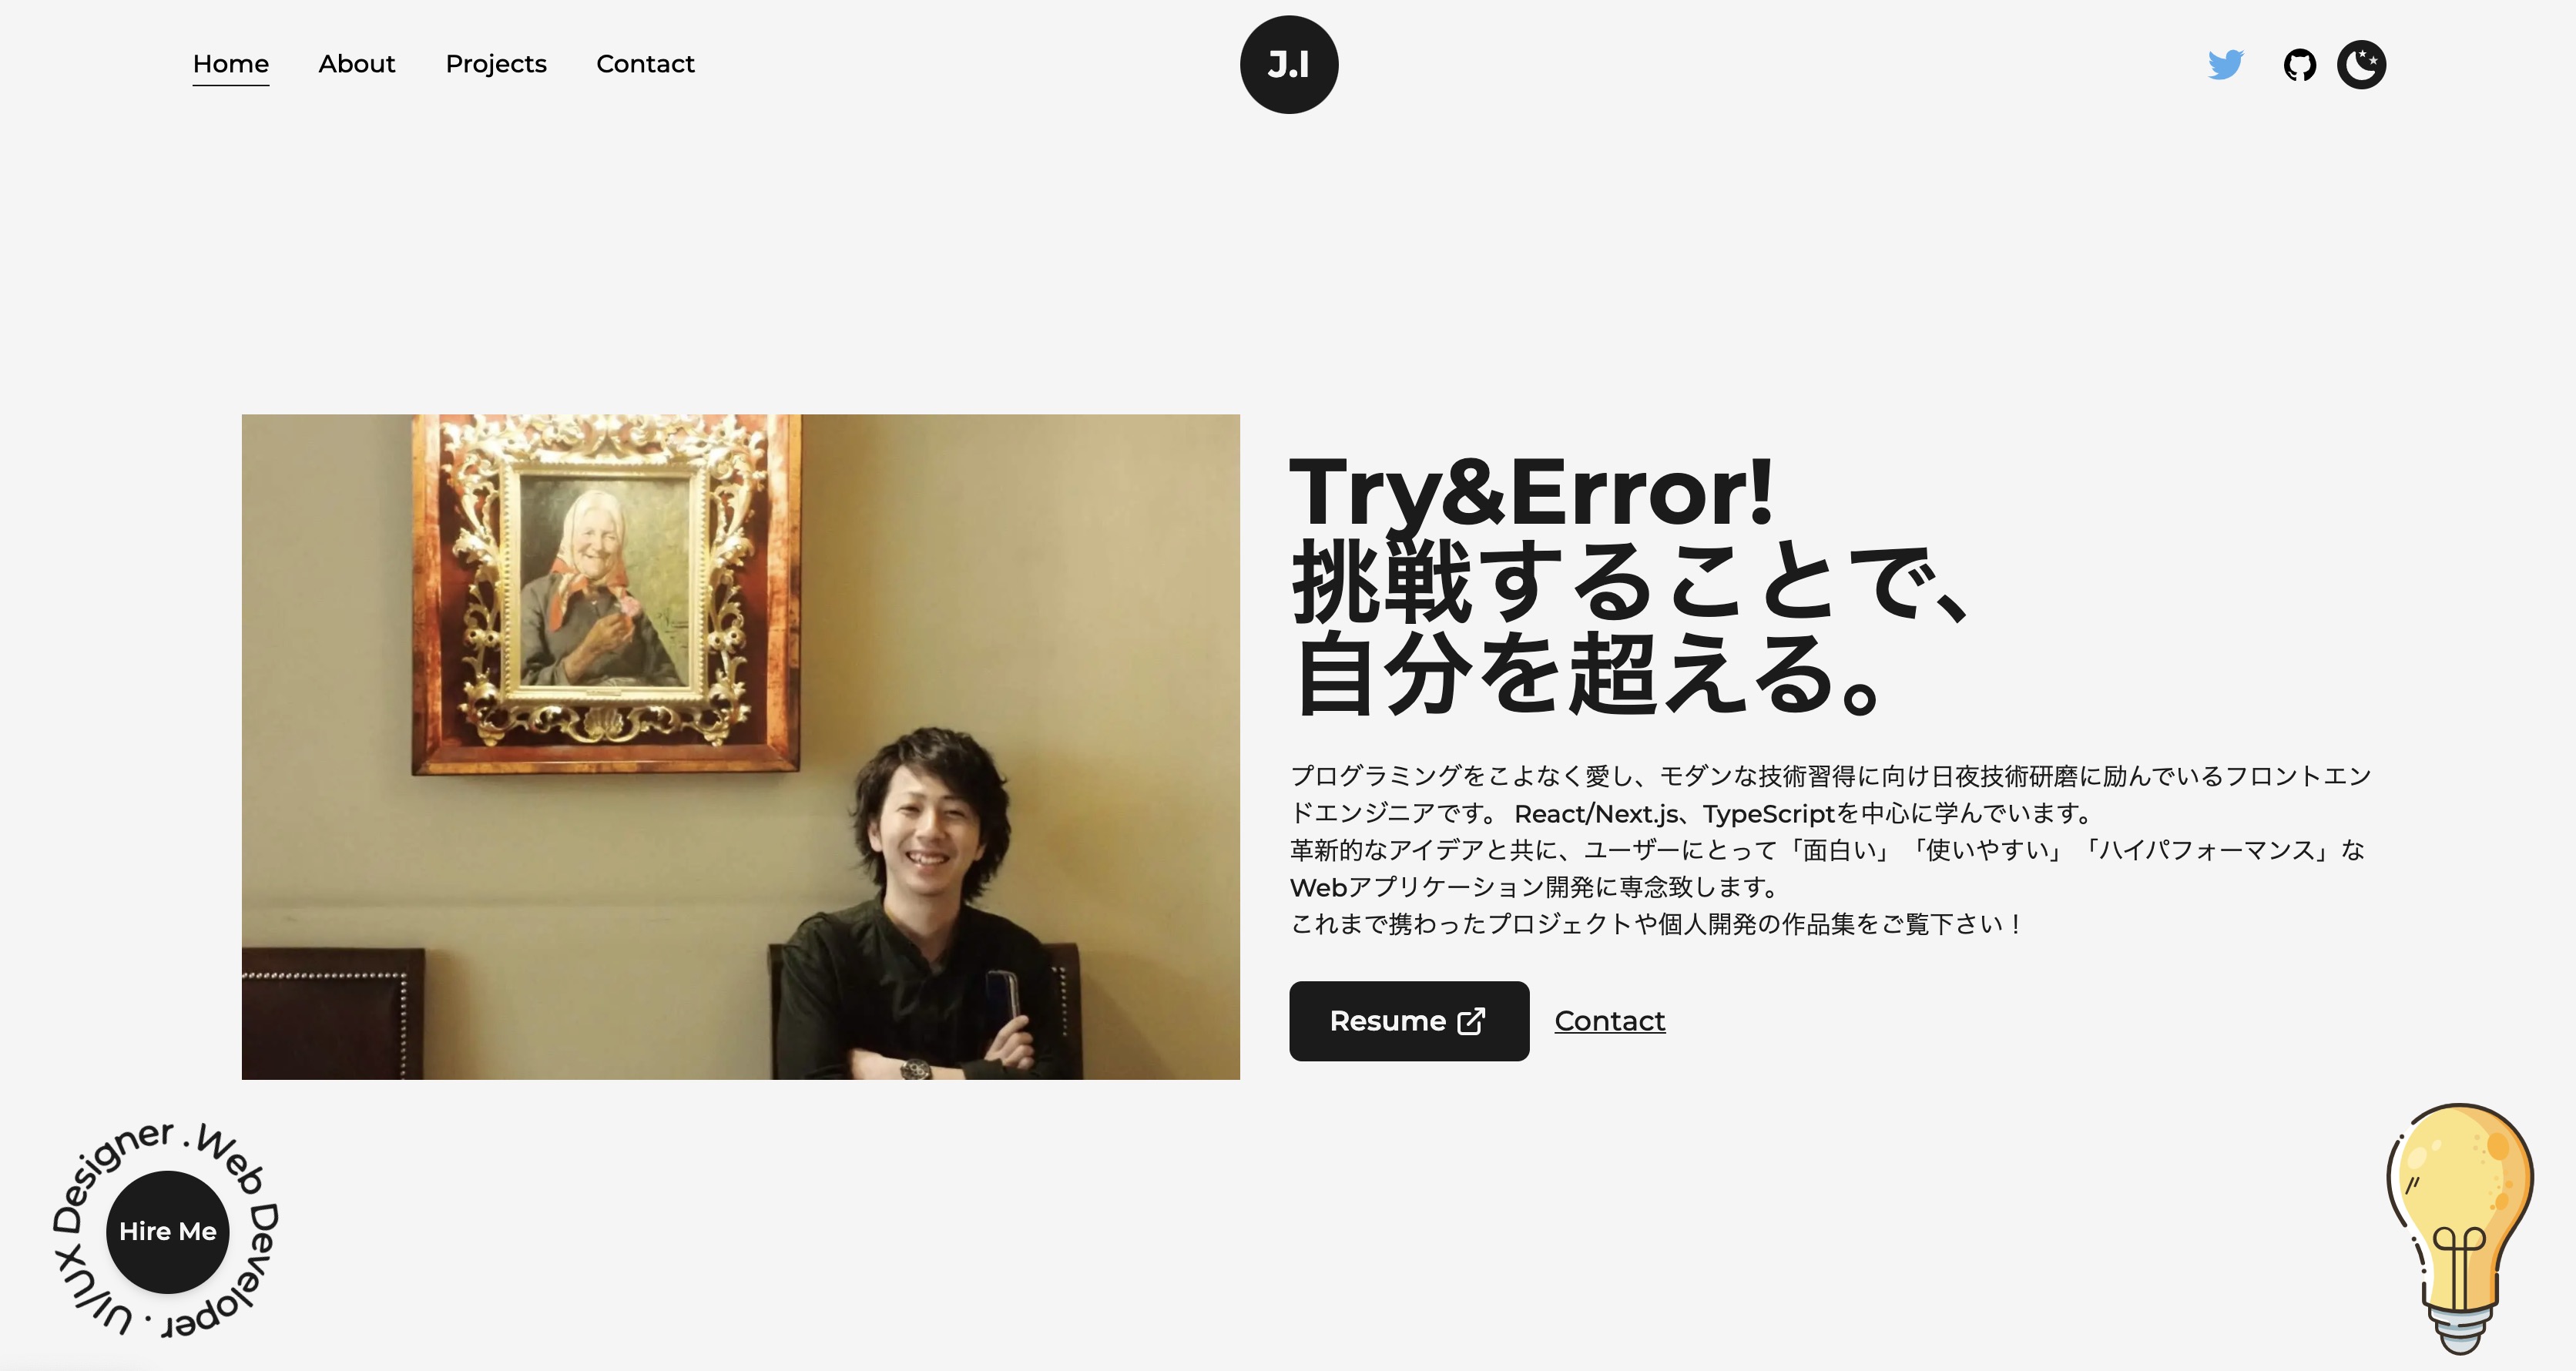 Home About Projects Contact
J.I
Try&Error!
挑戦することで、
自分を超える。
プログラミングをこよなく愛し、モダンな技術習得に向け日夜技術研磨に励んでいるフロントエン
ドエンジニアです。 React/Next.js、TypeScriptを中心に学んでいます。
革新的なアイデアと共に、ユーザーにとって「面白い」「使いやすい」「ハイパフォーマンス」な
Webアプリケーション開発に専念致します。
これまで携わったプロジェクトや個人開発の作品集をご覧下さい！
Resume Contact
Web Developer . UI/UX Designer .
Hire Me